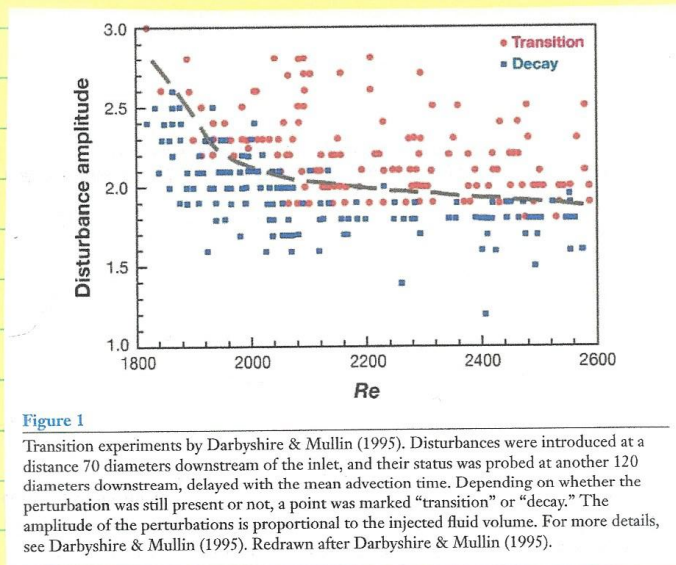 3.0
Transition
Decay
2.5
Disturbance amplitude
2.0
1.5
1.0
1800
2000
2200
2400
2600
Re
Figure 1
Transition experiments by Darbyshire & Mullin (1995). Disturbances were introduced at a
distance 70 diameters downstream of the inlet, and their status was probed at another 120
diameters downstream, delayed with the mean advection time. Depending on whether the
perturbation was still present or not, a point was marked “transition” or “decay.” The
amplitude of the perturbations is proportional to the injected fluid volume. For more details,
see Darbyshire & Mullin (1995). Redrawn after Darbyshire & Mullin (1995).